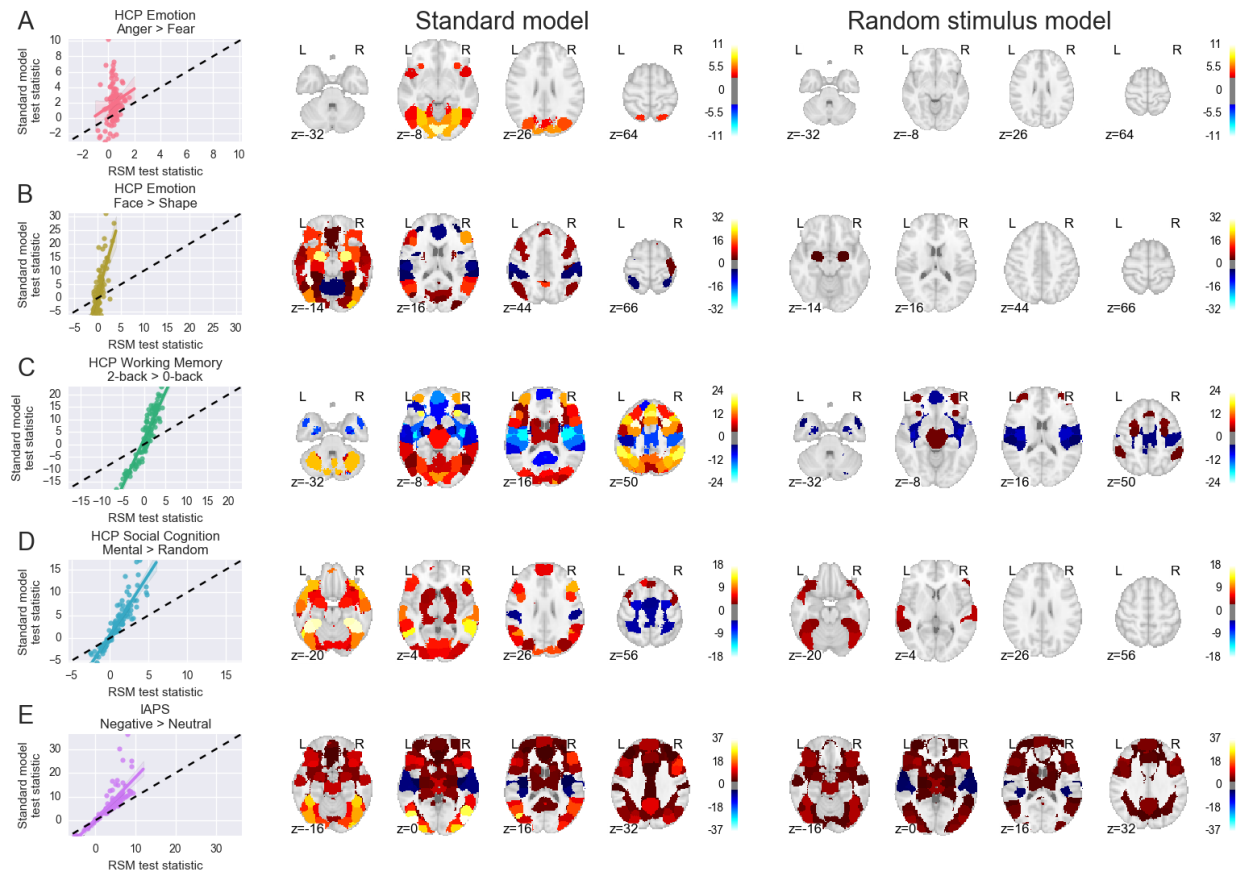 Standard model
Random stimulus model
A
HCP Emotion
Anger > Fear
Standard model
test statistic
10
8
6
4
2
0
−2
−2 0 2 4 6 8 10
RSM test statistic
L R L R L R L R
z=-32 z=-8 z=26 z=64
11
5.5
0
-5.5
-11
L R L R L R L R
z=-32 z=-8 z=26 z=64
11
5.5
0
-5.5
-11
B
HCP Emotion
Face > Shape
Standard model
test statistic
30
25
20
15
10
5
0
−5
−5 0 5 10 15 20 25 30
RSM test statistic
L R L R L R L R
z=-14 z=16 z=44 z=66
32
16
0
-16
-32
L R L R L R L R
z=-14 z=16 z=44 z=66
32
16
0
-16
-32
C
HCP Working Memory
2-back > 0-back
Standard model
test statistic
20
15
10
5
0
−5
−10
−15
−15 −10 −5 0 5 10 15 20
RSM test statistic
L R L R L R L R
z=-32 z=-8 z=16 z=50
24
12
0
-12
-24
L R L R L R L R
z=-32 z=-8 z=16 z=50
24
12
0
-12
-24
D
HCP Social Cognition
Mental > Random
Standard model
test statistic
15
10
5
0
−5
−5 0 5 10 15
RSM test statistic
L R L R L R L R
z=-20 z=4 z=26 z=56
18
9
0
-9
-18
L R L R L R L R
z=-20 z=4 z=26 z=56
18
9
0
-9
-18
E
IAPS
Negative > Neutral
Standard model
test statistic
30
20
10
0
0 10 20 30
RSM test statistic
L R L R L R L R
z=-16 z=0 z=16 z=32
37
18
0
-18
-37
L R L R L R L R
z=-16 z=0 z=16 z=32
37
18
0
-18
-37